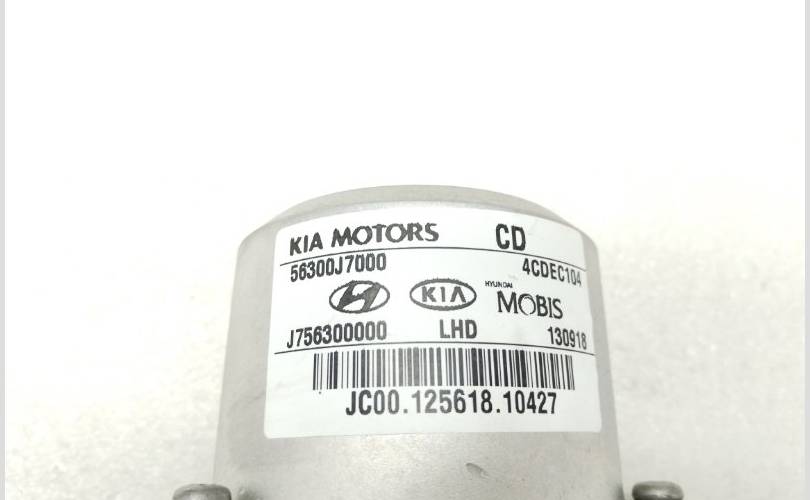 KIA MOTORS CD
56300J7000 4CDEC104
KIA HYUNDAI MOBIS
J756300000 LHD 130918
JC00.125618.10427